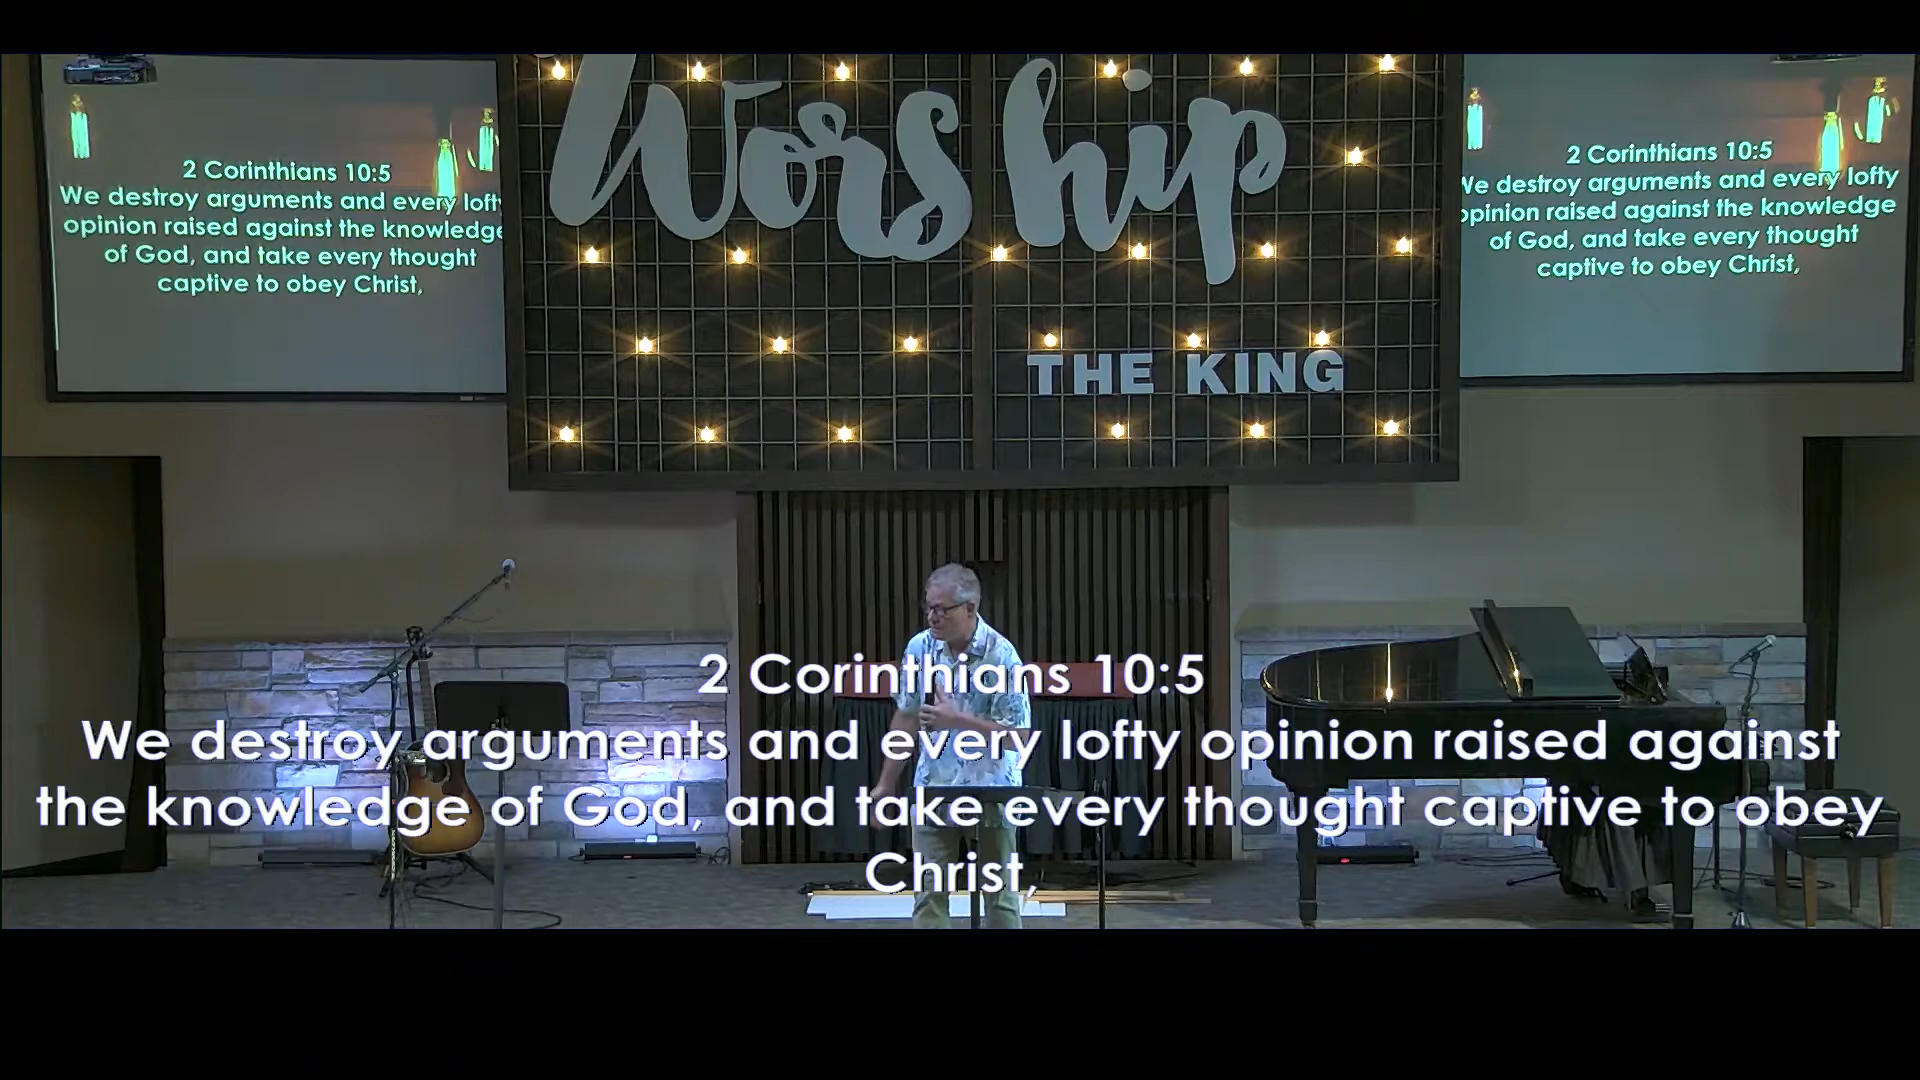 Worship
THE KING
2 Corinthians 10:5
We destroy arguments and every loft
opinion raised against the knowledge
of God, and take every thought
captive to obey Christ,
2 Corinthians 10:5
We destroy arguments and every lofty
opinion raised against the knowledge
of God, and take every thought
captive to obey Christ,
2 Corinthians 10:5
We destroy arguments and every lofty opinion raised against
the knowledge of God, and take every thought captive to obey
Christ,